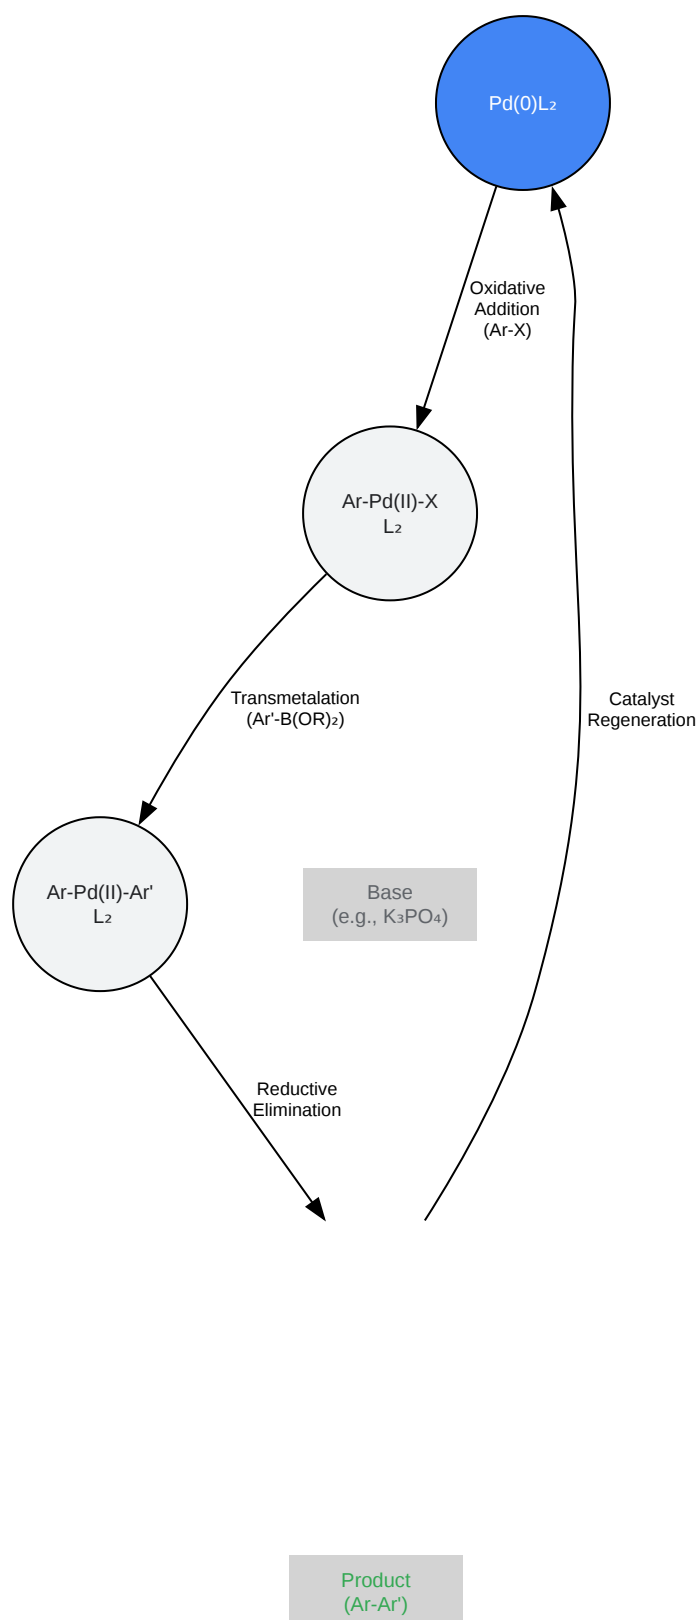 Pd(0)L₂
Oxidative
Addition
(Ar-X)
Ar-Pd(II)-X
L₂
Transmetalation
(Ar'-B(OR)₂)
Catalyst
Regeneration
Ar-Pd(II)-Ar'
L₂
Base
(e.g., K₃PO₄)
Reductive
Elimination
Product
(Ar-Ar')